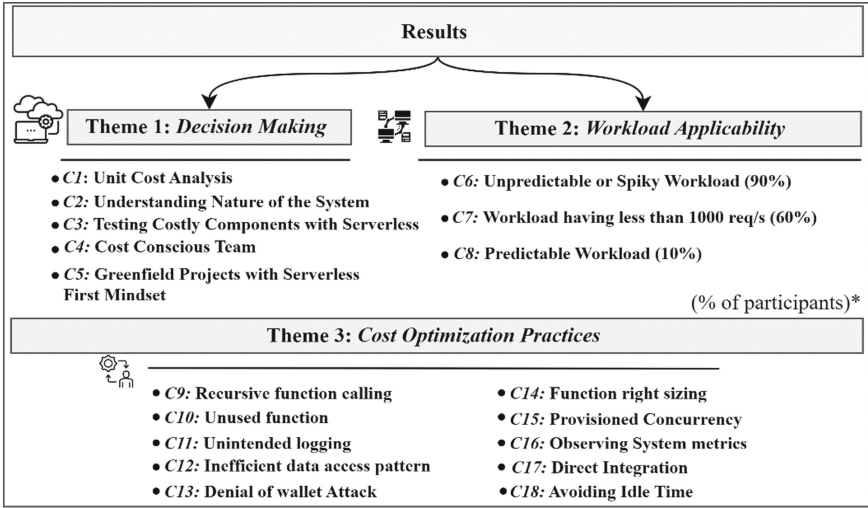 Results
Theme 1: Decision Making
C1: Unit Cost Analysis
C2: Understanding Nature of the System
C3: Testing Costly Components with Serverless
C4: Cost Conscious Team
C5: Greenfield Projects with Serverless
First Mindset
Theme 2: Workload Applicability
C6: Unpredictable or Spiky Workload (90%)
C7: Workload having less than 1000 req/s (60%)
C8: Predictable Workload (10%)
(% of participants)*
Theme 3: Cost Optimization Practices
C9: Recursive function calling
C10: Unused function
C11: Unintended logging
C12: Inefficient data access pattern
C13: Denial of wallet Attack
C14: Function right sizing
C15: Provisioned Concurrency
C16: Observing System metrics
C17: Direct Integration
C18: Avoiding Idle Time